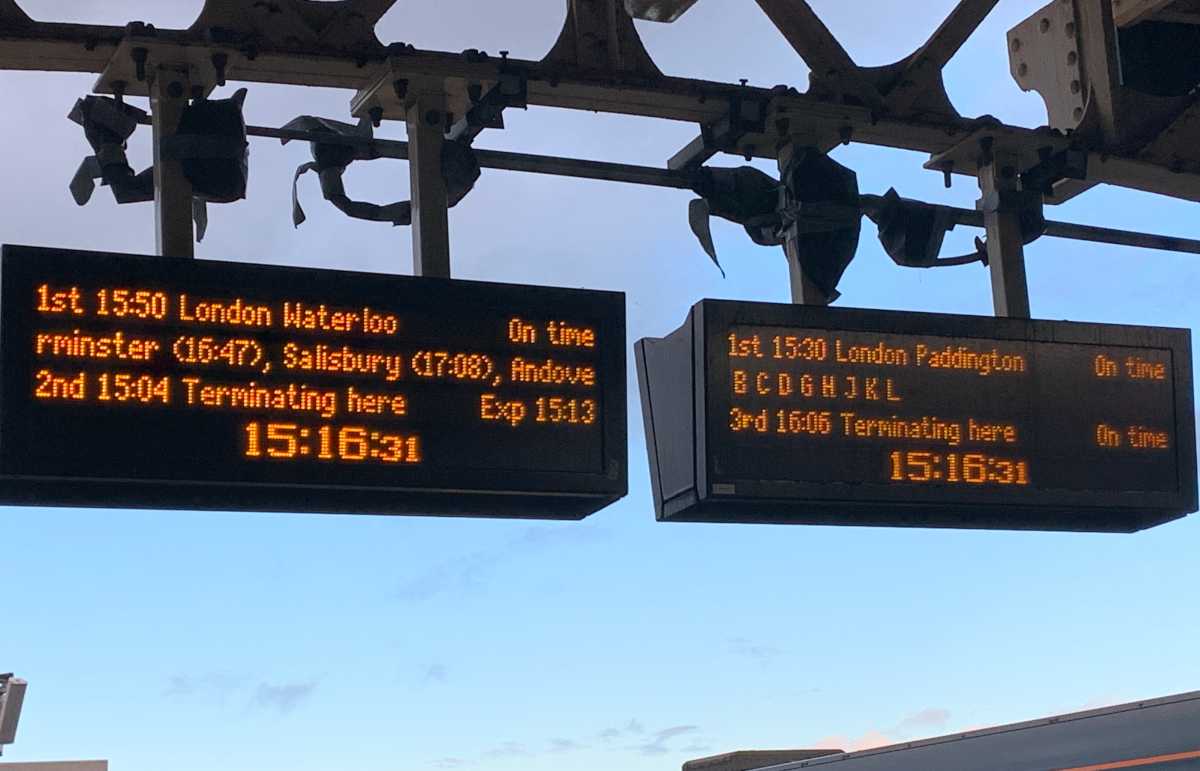 1st 15:50 London Waterloo On time
rminster (16:47), Salisbury (17:08), Andove
2nd 15:04 Terminating here Exp 15:13
15:16:31
1st 15:30 London Paddington On time
B C D G H J K L
3rd 16:06 Terminating here On time
15:16:31